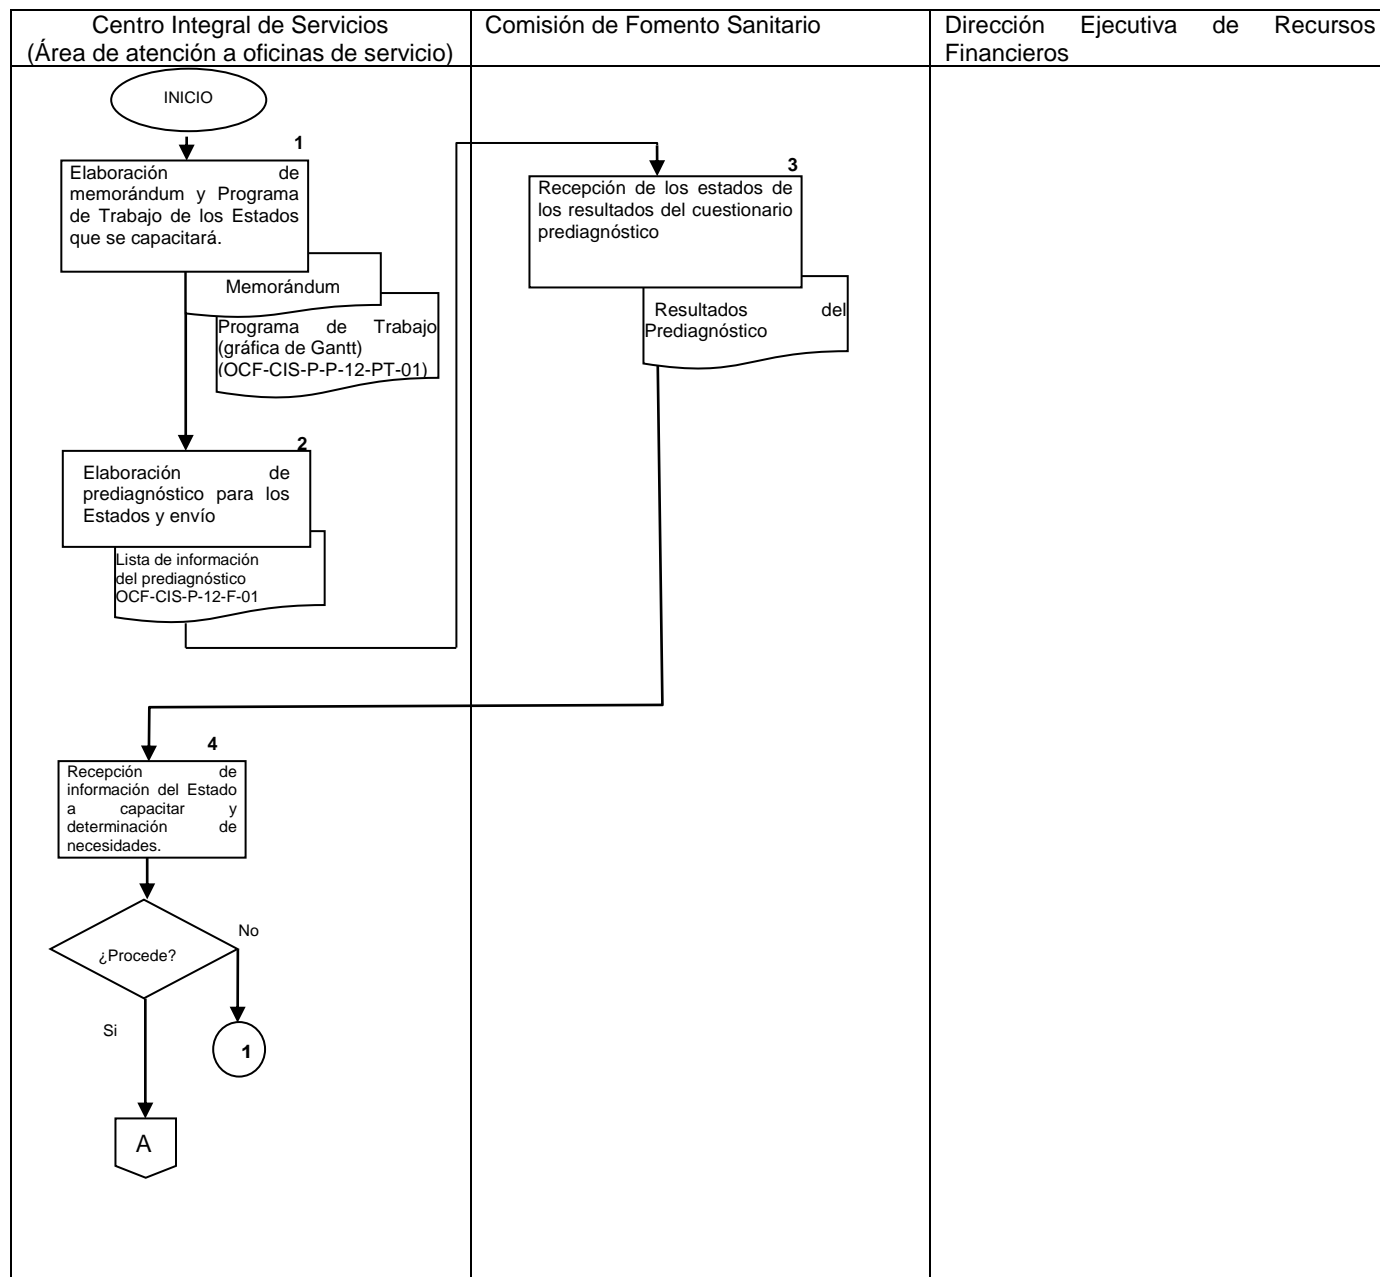 Centro Integral de Servicios
(Área de atención a oficinas de servicio)
Comisión de Fomento Sanitario
Dirección Ejecutiva de Recursos
Financieros
INICIO
1
Elaboración de
memorándum y Programa
de Trabajo de los Estados
que se capacitará.
Memorándum
Programa de Trabajo
(gráfica de Gantt)
(OCF-CIS-P-P-12-PT-01)
2
Elaboración de
prediagnóstico para los
Estados y envío
Lista de información
del prediagnóstico
OCF-CIS-P-12-F-01
3
Recepción de los estados de
los resultados del cuestionario
prediagnóstico
Resultados del
Prediagnóstico
4
Recepción de
información del Estado
a capacitar y
determinación de
necesidades.
¿Procede?
No
Si
1
A